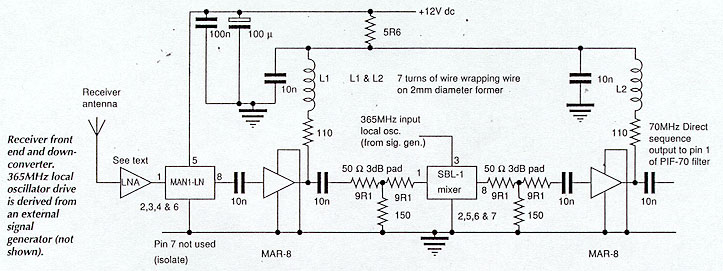 +12V dc
100n
100 µ
5R6
10n
L1
L1 & L2
7 turns of wire wrapping wire
on 2mm diameter former
10n
L2
Receiver
antenna
365MHz input
local osc.
(from sig. gen.)
110
110
70MHz Direct
sequence
output to pin 1
of PIF-70 filter
Receiver front
end and down-
converter.
365MHz local
oscillator drive
is derived from
an external
signal
generator (not
shown).
See text
LNA
1
5
MAN1-LN
8
2,3,4 & 6
10n
10n
50 Ω 3dB pad
9R1
9R1
150
1
3
SBL-1
mixer
8
2,5,6 & 7
50 Ω 3dB pad
9R1
9R1
150
10n
10n
Pin 7 not used
(isolate)
MAR-8
MAR-8